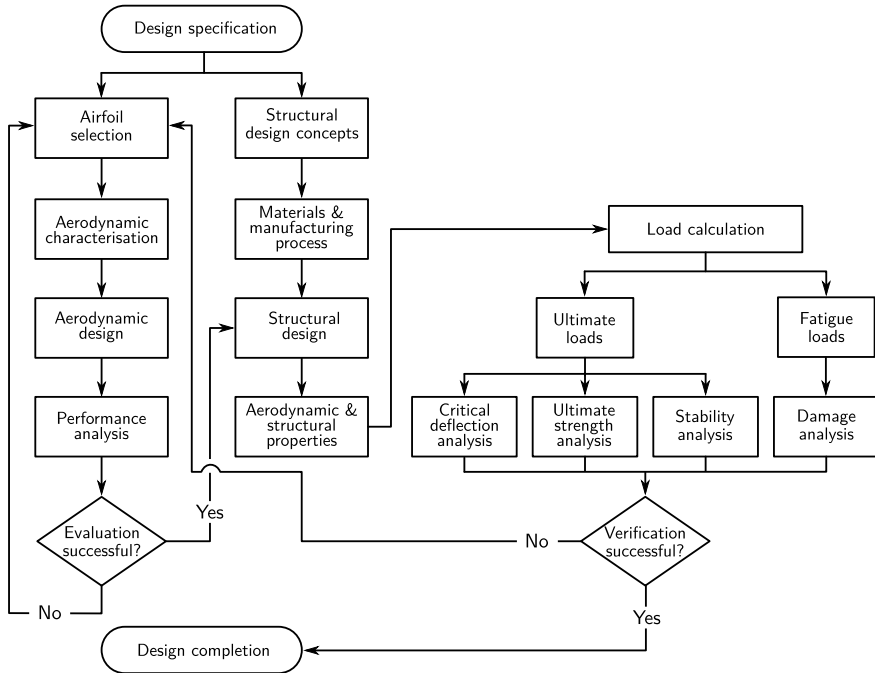 Design specification
Airfoil
selection
Structural
design concepts
Aerodynamic
characterisation
Materials &
manufacturing
process
Load calculation
Aerodynamic
design
Structural
design
Ultimate
loads
Fatigue
loads
Performance
analysis
Aerodynamic &
structural
properties
Critical
deflection
analysis
Ultimate
strength
analysis
Stability
analysis
Damage
analysis
Yes
Evaluation
successful?
No
Verification
successful?
No
Yes
Design completion